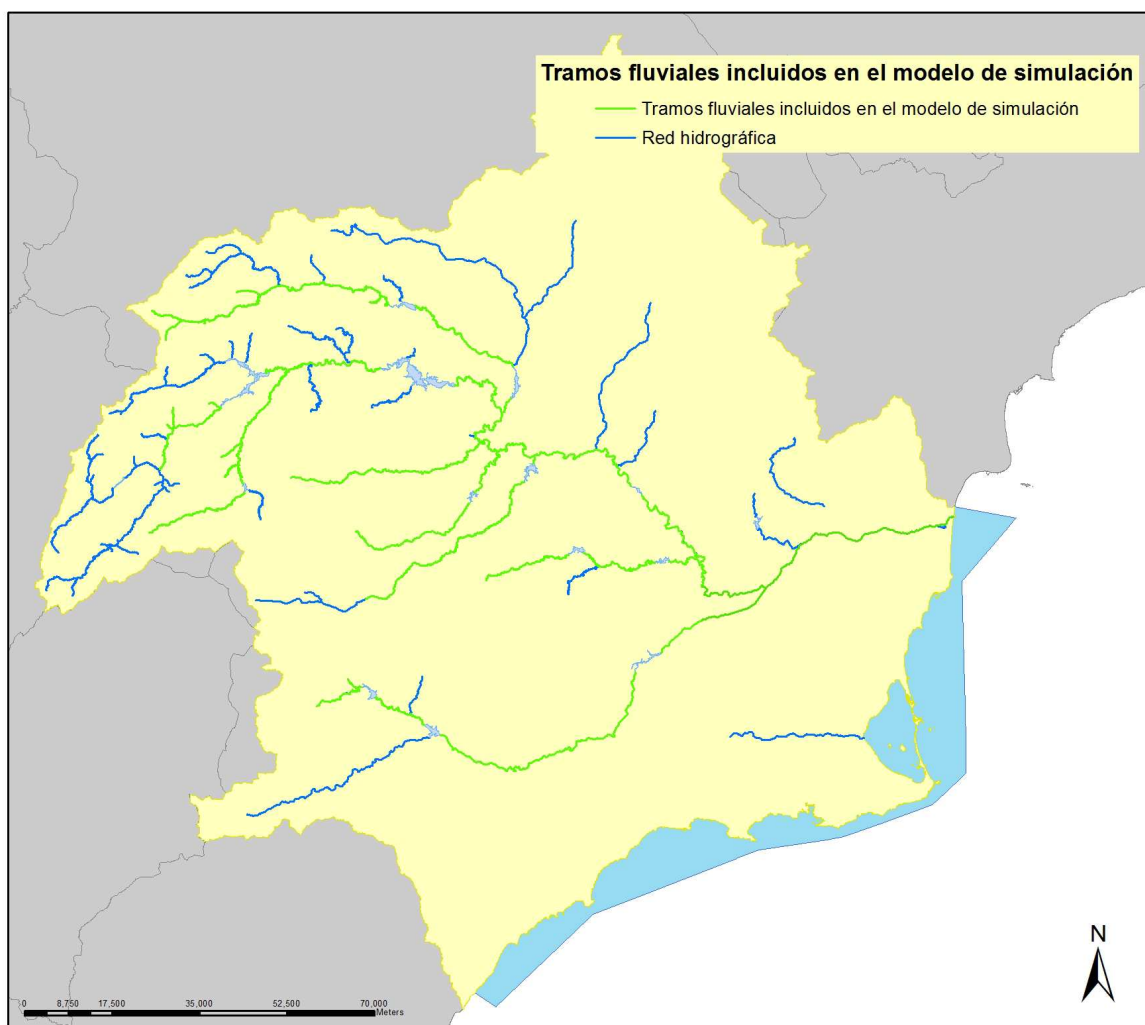 Tramos fluviales incluidos en el modelo de simulación
Tramos fluviales incluidos en el modelo de simulación
Red hidrográfica
N
0 8,750 17,500 35,000 52,500 70,000
Meters